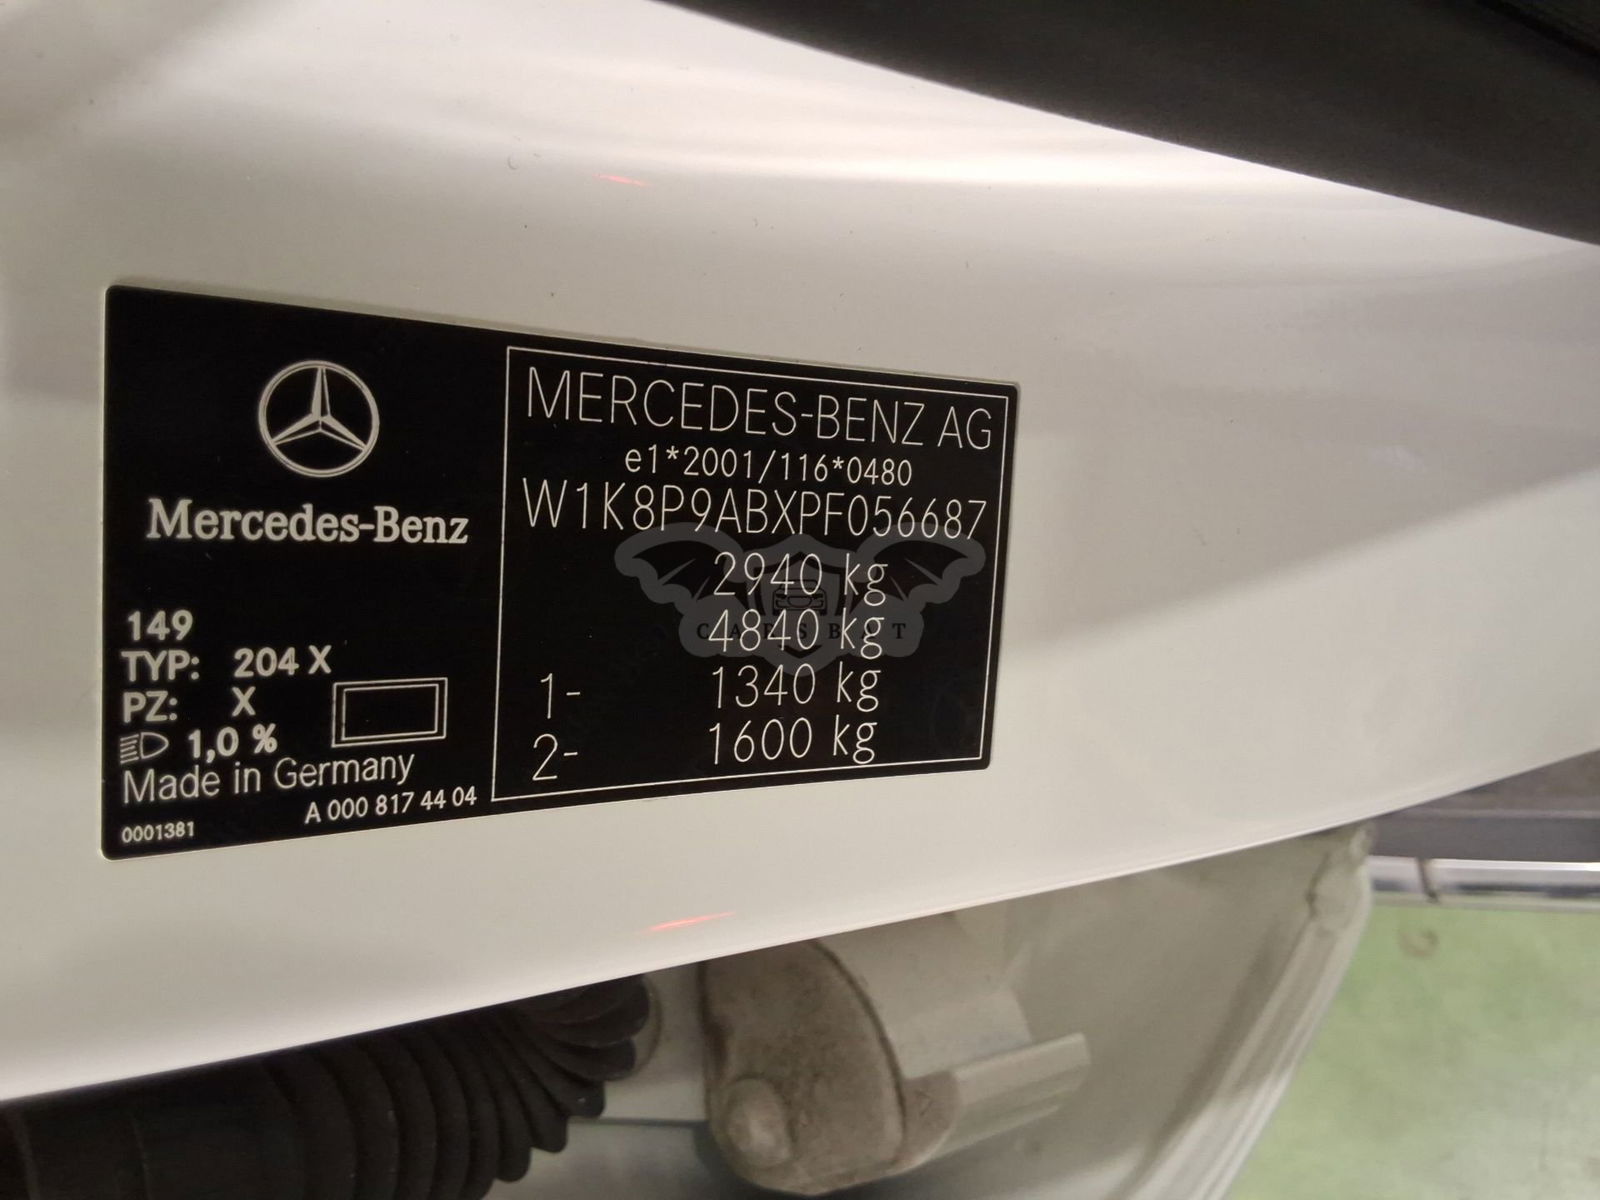 Mercedes-Benz
149
TYP: 204 X
PZ: X
1,0 %
Made in Germany
A 000 817 44 04
0001381
MERCEDES-BENZ AG
e1*2001/116*0480
W1K8P9ABXPF056687
2940 kg
4840 kg
1- 1340 kg
2- 1600 kg
CARSBAT